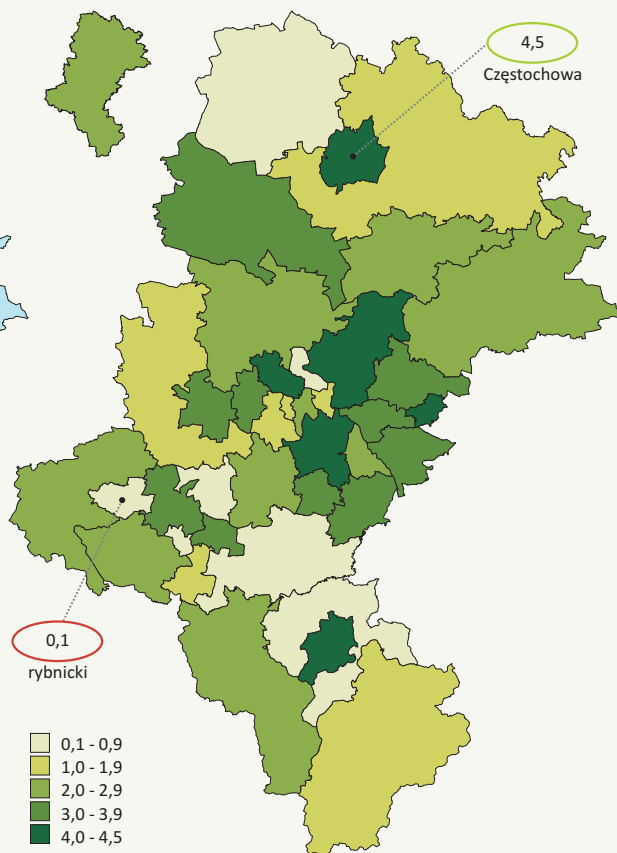 4,5
Częstochowa
0,1
rybnicki
0,1 - 0,9
1,0 - 1,9
2,0 - 2,9
3,0 - 3,9
4,0 - 4,5